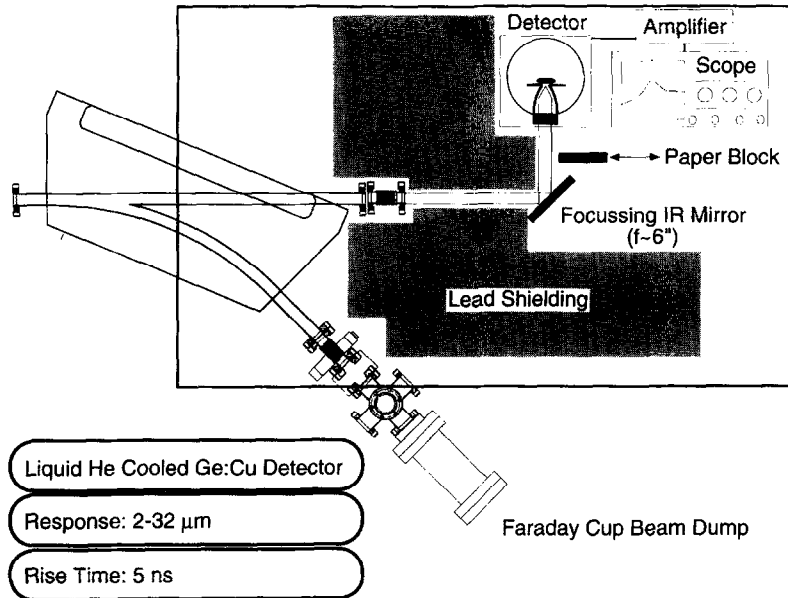 Detector
Amplifier
Scope
Paper Block
Focussing IR Mirror
(f~6")
Lead Shielding
Liquid He Cooled Ge:Cu Detector
Response: 2-32 μm
Rise Time: 5 ns
Faraday Cup Beam Dump